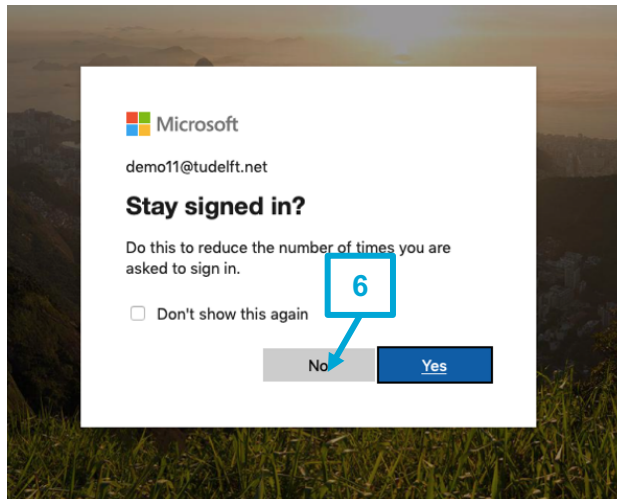 Microsoft
demo11@tudelft.net
Stay signed in?
Do this to reduce the number of times you are
asked to sign in.
6
Don't show this again
No
Yes